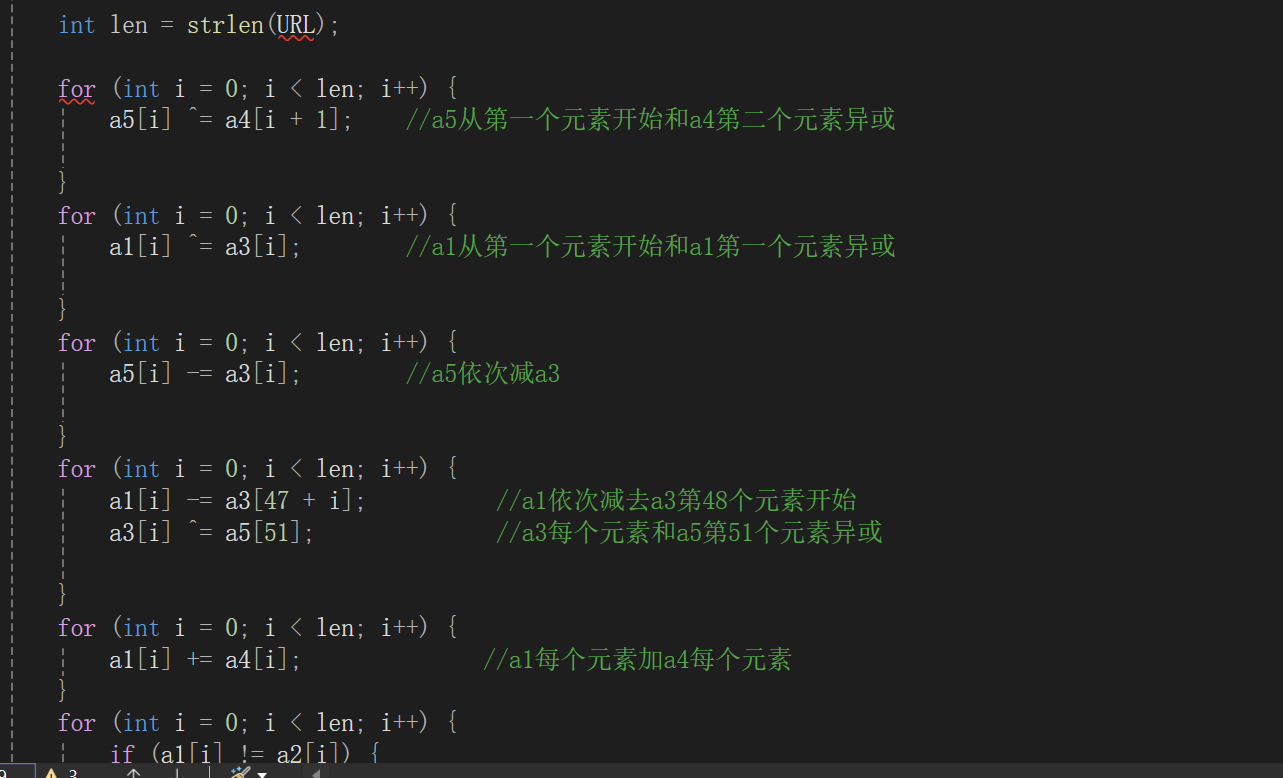 int len = strlen(URL);
for (int i = 0; i < len; i++) {
a5[i] ^= a4[i + 1]; //a5从第一个元素开始和a4第二个元素异或
}
for (int i = 0; i < len; i++) {
a1[i] ^= a3[i]; //a1从第一个元素开始和a1第一个元素异或
}
for (int i = 0; i < len; i++) {
a5[i] -= a3[i]; //a5依次减a3
}
for (int i = 0; i < len; i++) {
a1[i] -= a3[47 + i]; //a1依次减去a3第48个元素开始
a3[i] ^= a5[51]; //a3每个元素和a5第51个元素异或
}
for (int i = 0; i < len; i++) {
a1[i] += a4[i]; //a1每个元素加a4每个元素
}
for (int i = 0; i < len; i++) {
if (a1[i] != a2[i]) {